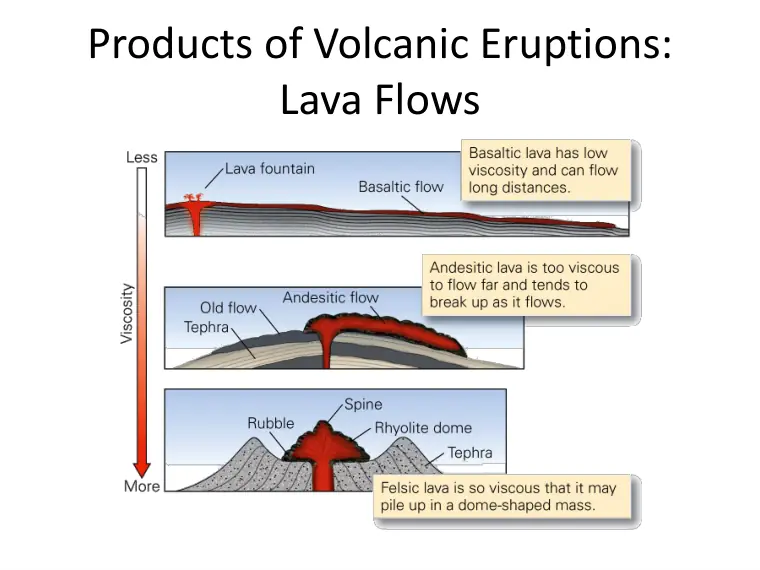 Products of Volcanic Eruptions:
Lava Flows
Less
Lava fountain
Basaltic flow
Basaltic lava has low
viscosity and can flow
long distances.
Viscosity
Old flow
Tephra
Andesitic flow
Andesitic lava is too viscous
to flow far and tends to
break up as it flows.
Spine
Rubble
Rhyolite dome
Tephra
More
Felsic lava is so viscous that it may
pile up in a dome-shaped mass.